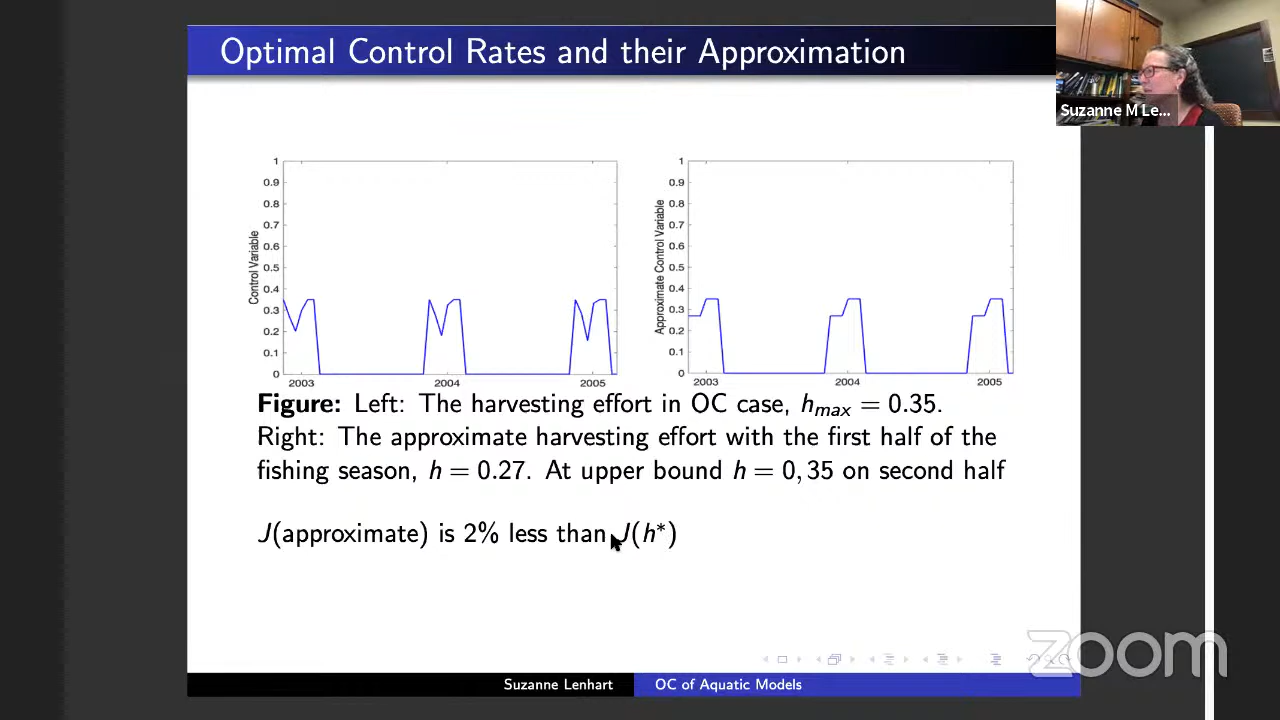 Optimal Control Rates and their Approximation
Suzanne M Le...
1
0.9
0.8
0.7
0.6
0.5
0.4
0.3
0.2
0.1
0
Control Variable
2003 2004 2005
1
0.9
0.8
0.7
0.6
0.5
0.4
0.3
0.2
0.1
0
Approximate Control Variable
2003 2004 2005
Figure: Left: The harvesting effort in OC case, hmax = 0.35.
Right: The approximate harvesting effort with the first half of the
fishing season, h = 0.27. At upper bound h = 0, 35 on second half
J(approximate) is 2% less than J(h*)
zoom
Suzanne Lenhart OC of Aquatic Models